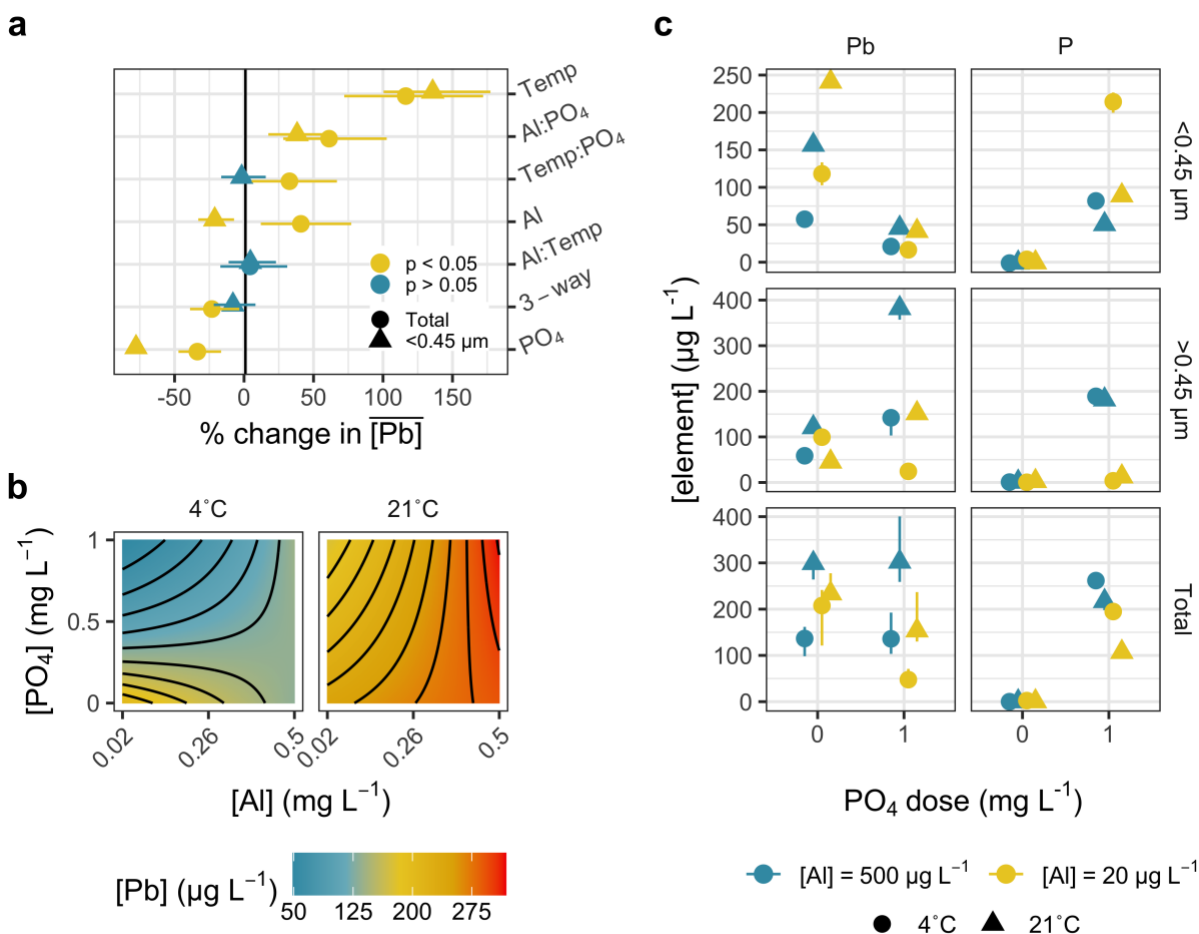 a
Temp
Al:PO₄
Temp:PO₄
Al
Al:Temp
3 − way
PO₄
p < 0.05
p > 0.05
Total
<0.45 µm
-50 0 50 100 150
% change in [Pb]
b
4˚C 21˚C
1
0.5
0
[PO₄] (mg L⁻¹)
0.02 0.26 0.5 0.02 0.26 0.5
[Al] (mg L⁻¹)
[Pb] (µg L⁻¹)
50 125 200 275
c
Pb P
250
200
150
100
50
0
<0.45 µm
400
300
200
100
0
>0.45 µm
400
300
200
100
0
Total
[element] (µg L⁻¹)
0 1 0 1
PO₄ dose (mg L⁻¹)
[Al] = 500 µg L⁻¹ [Al] = 20 µg L⁻¹
4˚C 21˚C